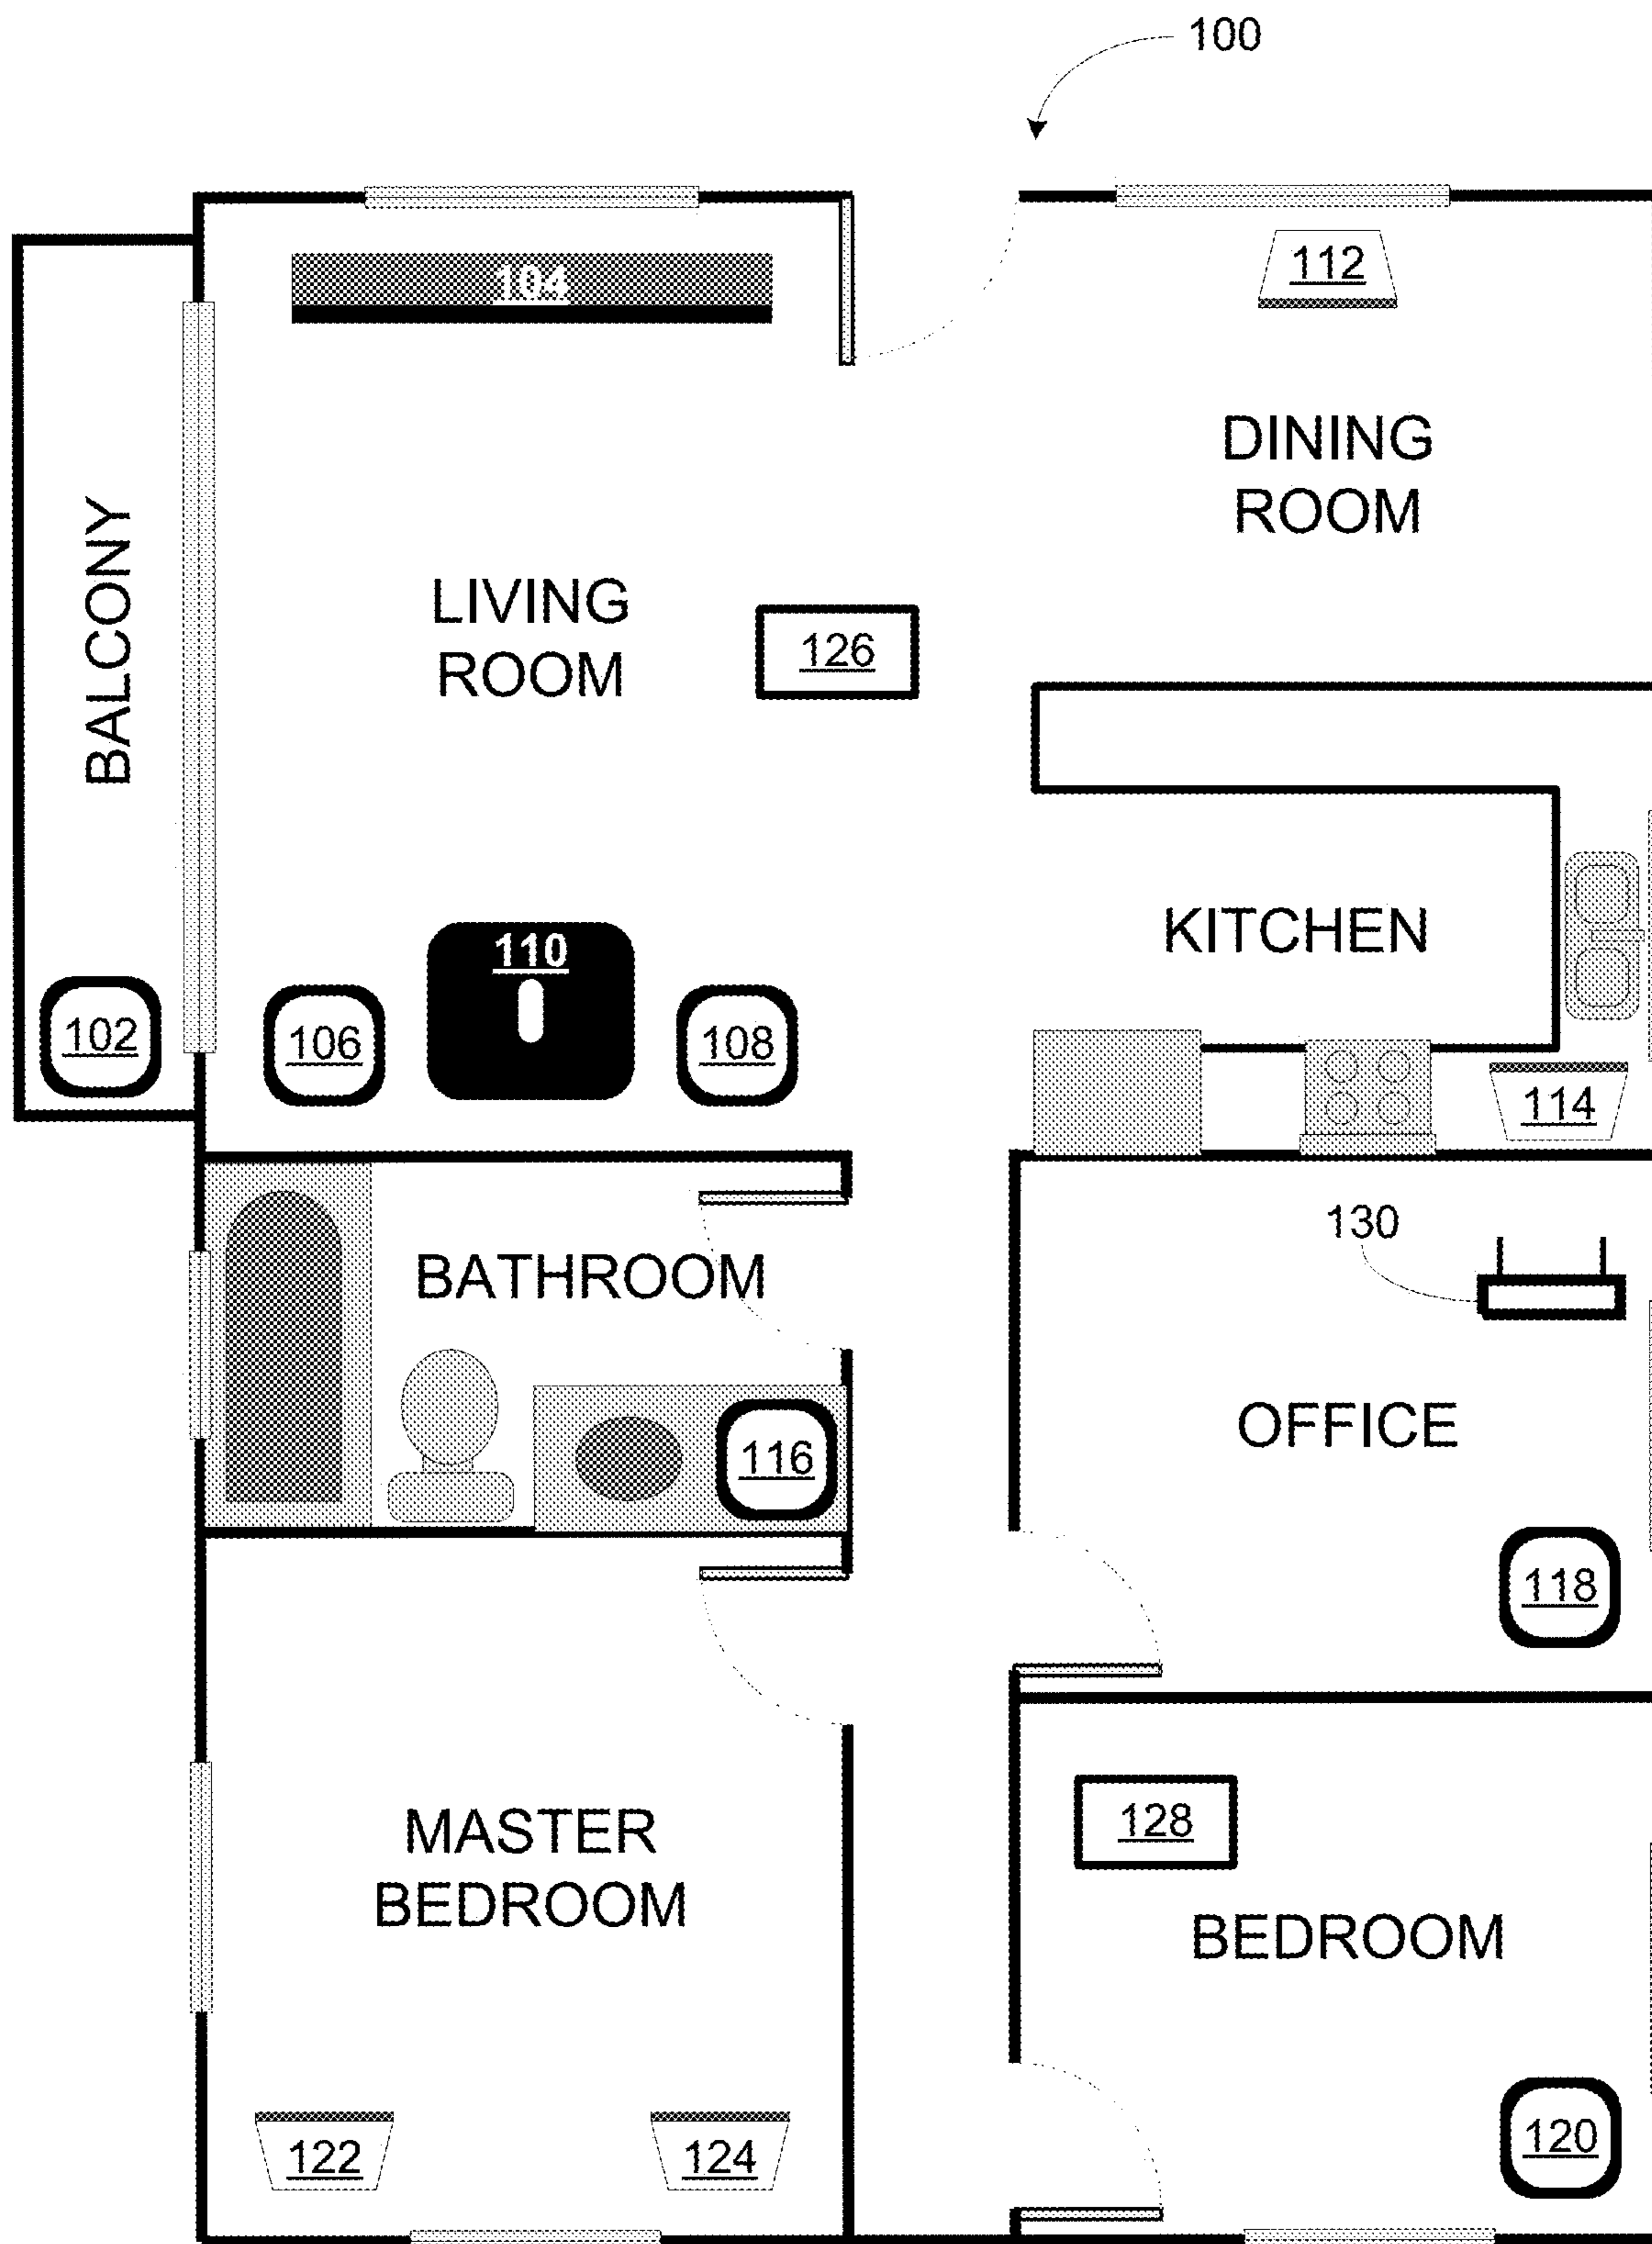 100
104
112
DINING
ROOM
BALCONY
LIVING
ROOM
126
KITCHEN
110
102
106
108
114
130
BATHROOM
OFFICE
116
118
128
MASTER
BEDROOM
BEDROOM
122
124
120